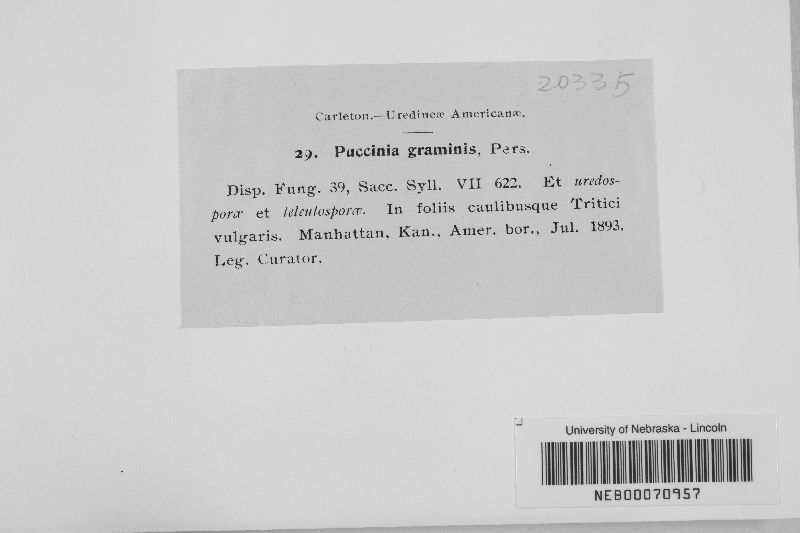 20335
Carleton.—Uredineæ Americanæ.
29. Puccinia graminis, Pers.
Disp. Fung. 39, Sacc. Syll. VII 622. Et uredos-
poræ et teleutosporæ. In foliis caulibusque Tritici
vulgaris. Manhattan, Kan., Amer. bor., Jul. 1893.
Leg. Curator.
University of Nebraska - Lincoln
NEB00070957